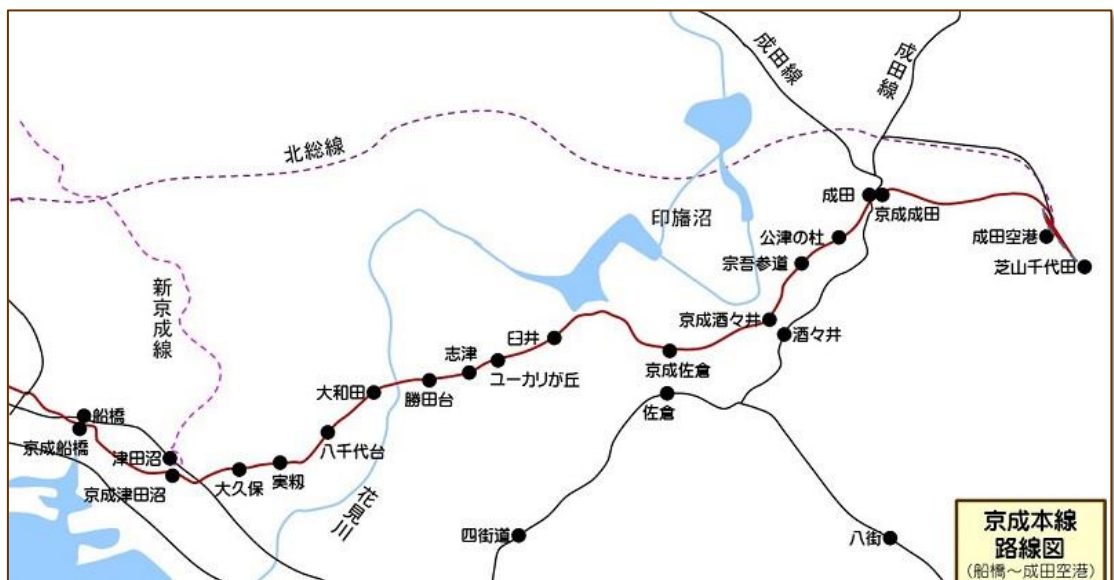 成田線
成田線
北総線
印旛沼
成田
京成成田
公津の杜
成田空港
宗吾参道
芝山千代田
新京成線
京成酒々井
酒々井
臼井
志津
ユーカリが丘
京成佐倉
大和田
勝田台
佐倉
船橋
京成船橋
八千代台
津田沼
京成津田沼
大久保
実籾
花見川
四街道
八街
京成本線
路線図
(船橋～成田空港)